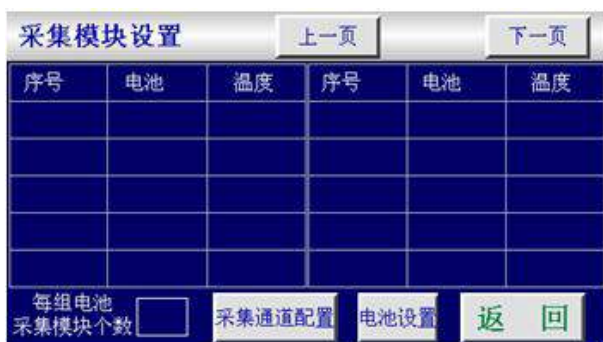 采集模块设置 上一页 下一页
序号 电池 温度 序号 电池 温度
每组电池
采集模块个数 采集通道配置 电池设置 返 回